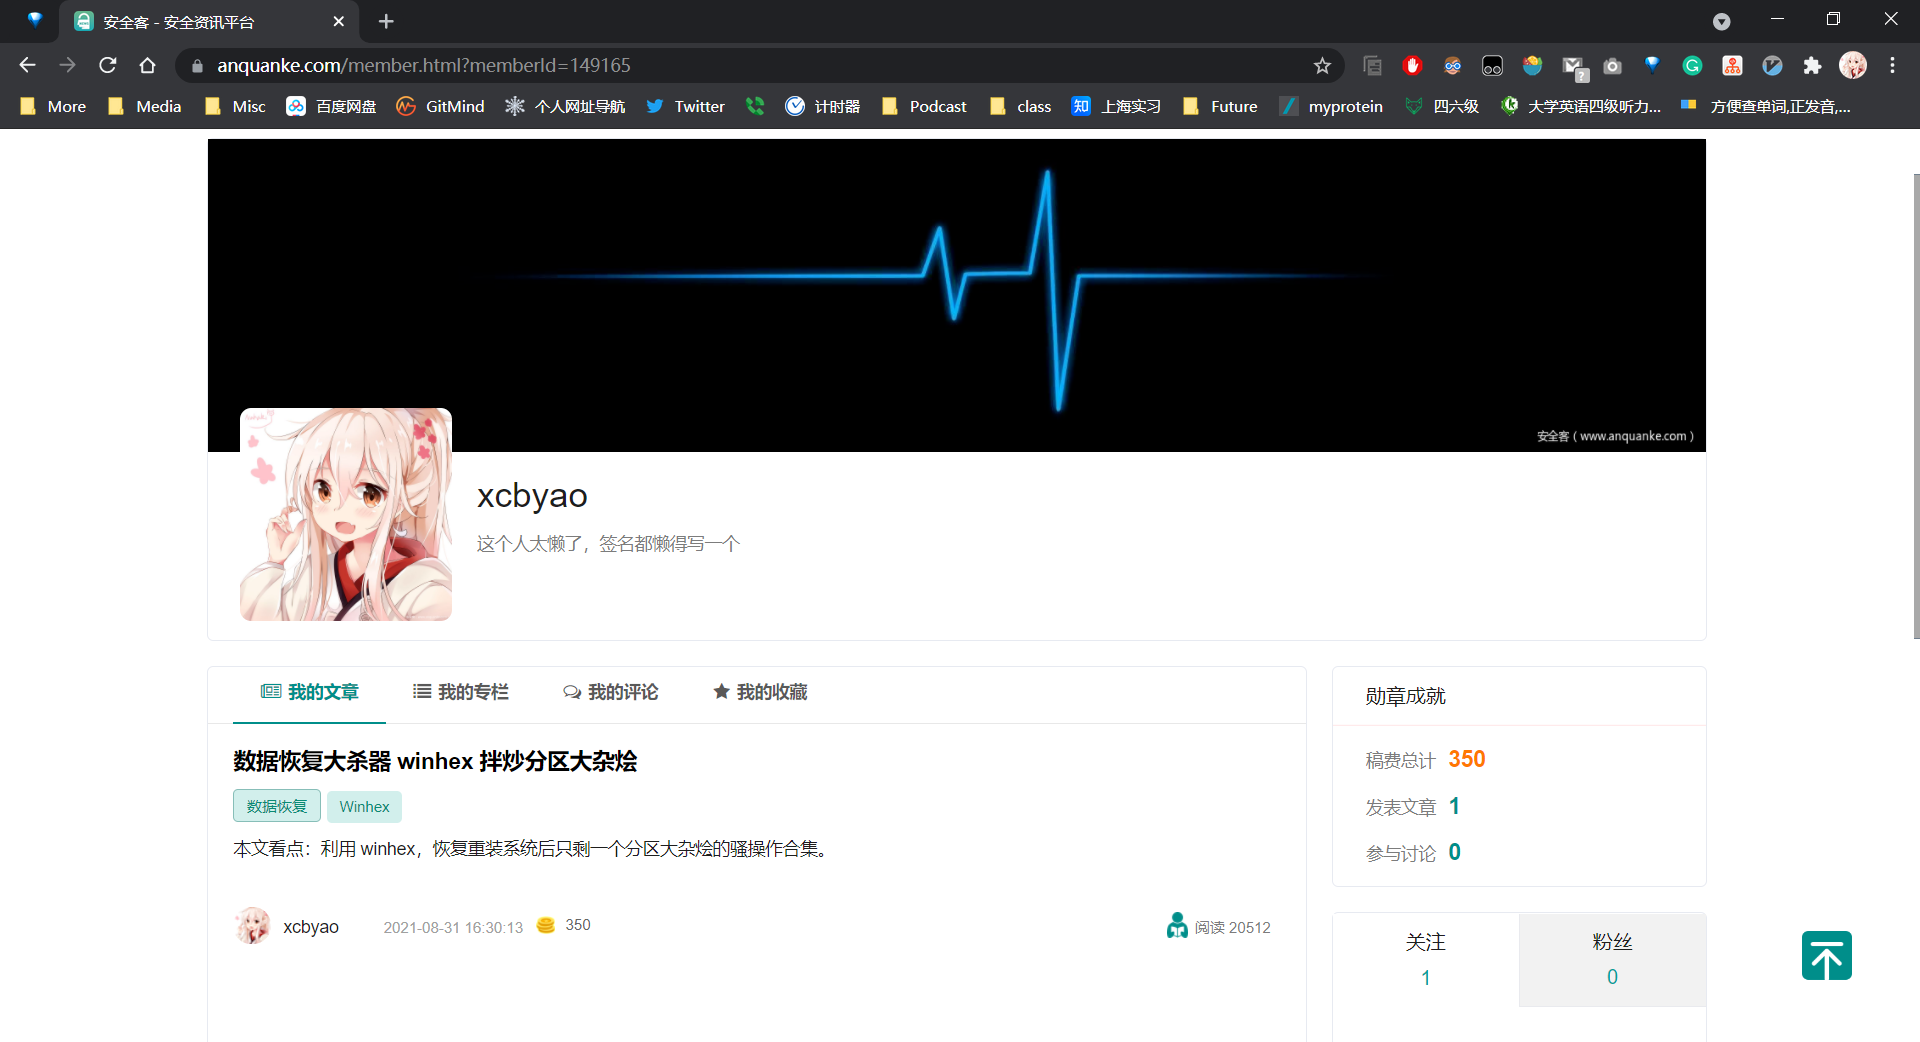 安全客 - 安全资讯平台
anquanke.com/member.html?memberId=149165
More Media Misc 百度网盘 GitMind 个人网址导航 Twitter 计时器 Podcast class 知 上海实习 Future myprotein 四六级 大学英语四级听力... 方便查单词,正发音,...
安全客 ( www.anquanke.com )
xcbyao
这个人太懒了，签名都懒得写一个
我的文章 我的专栏 我的评论 我的收藏
数据恢复大杀器 winhex 拌炒分区大杂烩
数据恢复 Winhex
本文看点：利用 winhex，恢复重装系统后只剩一个分区大杂烩的骚操作合集。
xcbyao 2021-08-31 16:30:13 350 阅读 20512
勋章成就
稿费总计 350
发表文章 1
参与讨论 0
关注 粉丝
1 0